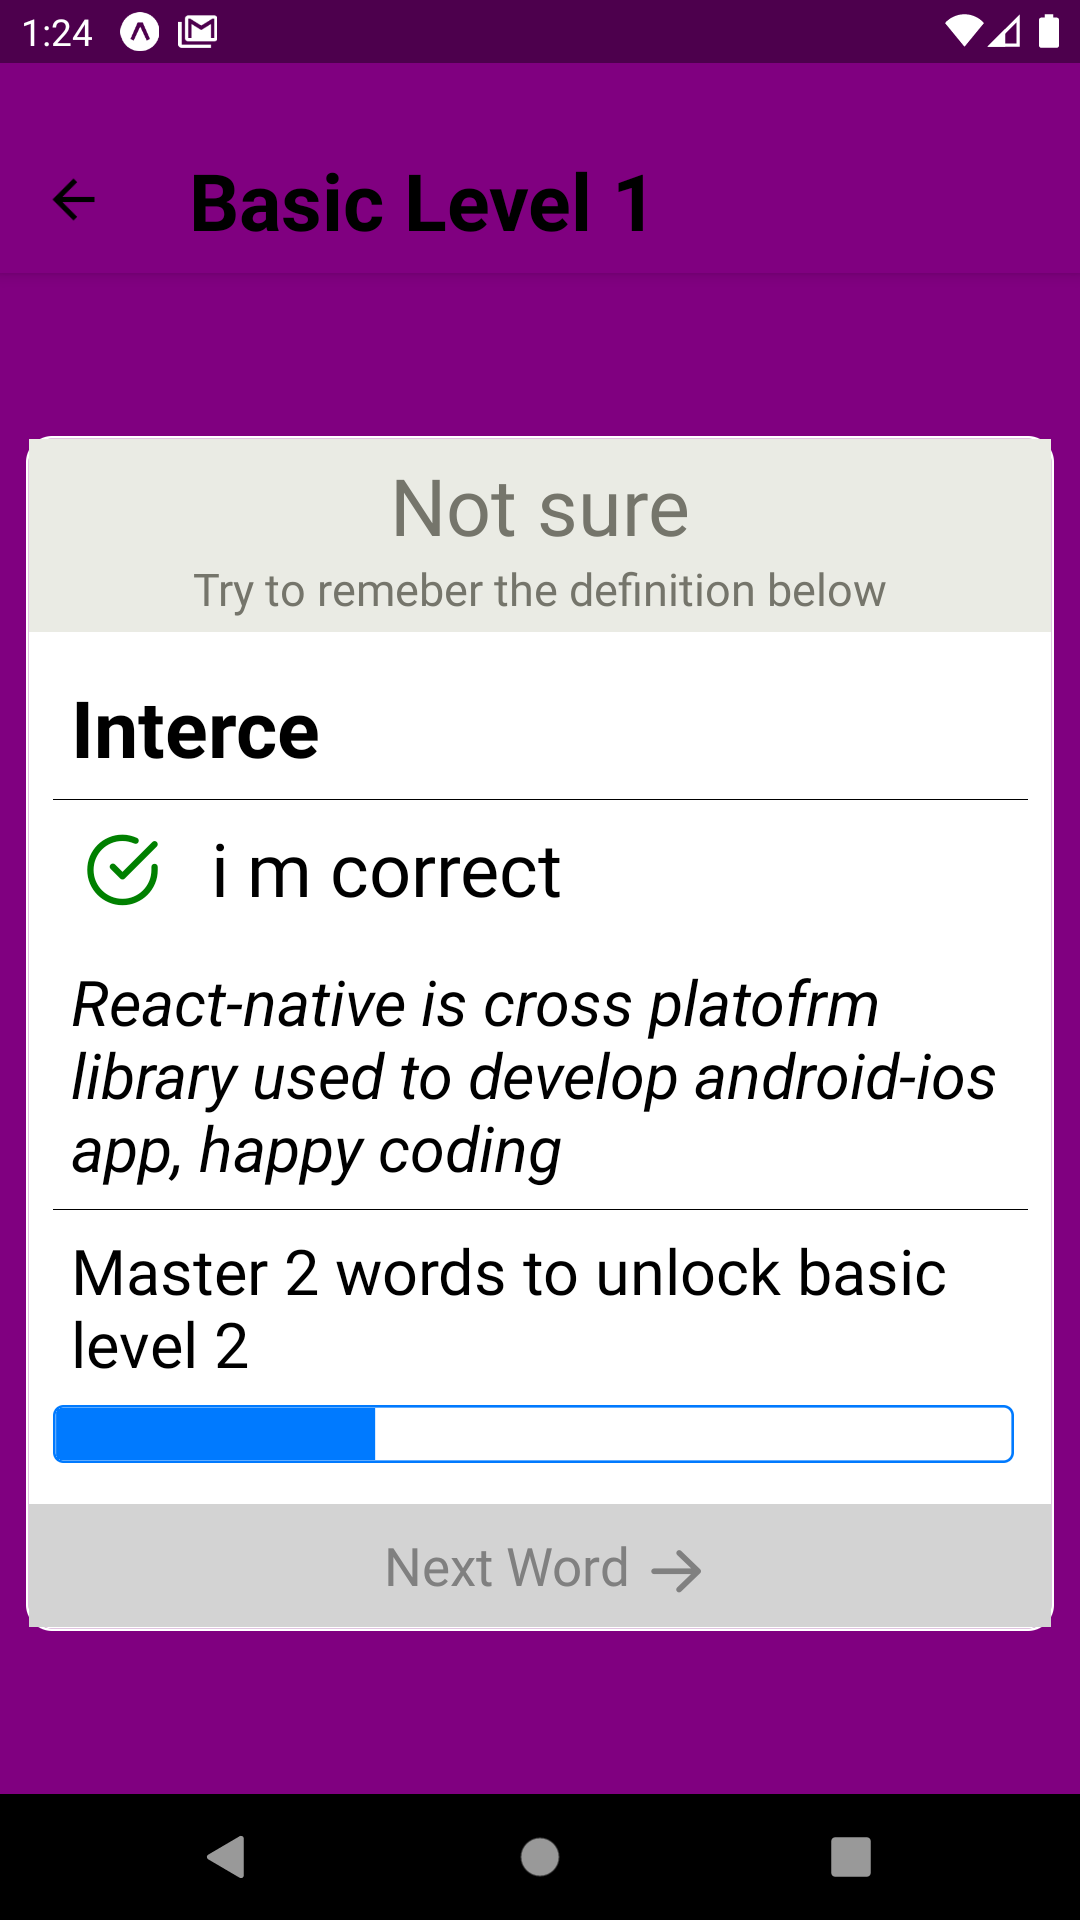 1:24
Basic Level 1
Not sure
Try to remeber the definition below
Interce
i m correct
React-native is cross platofrm
library used to develop android-ios
app, happy coding
Master 2 words to unlock basic
level 2
Next Word